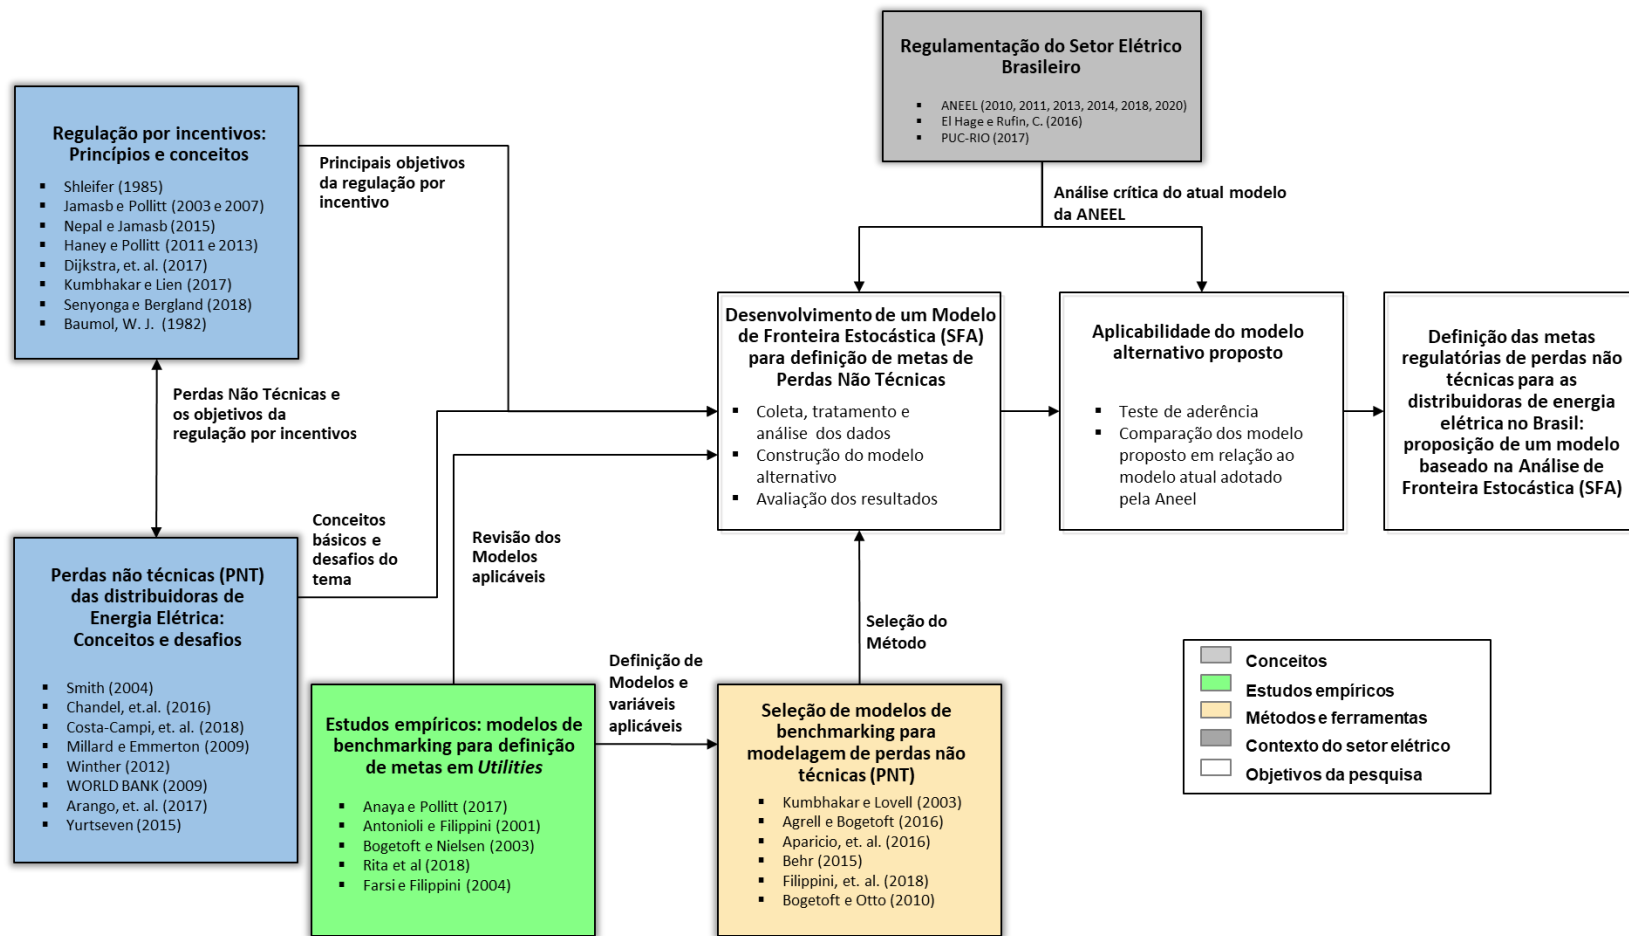 Regulamentação do Setor Elétrico
Brasileiro
▪ ANEEL (2010, 2011, 2013, 2014, 2018, 2020)
▪ El Hage e Rufin, C. (2016)
▪ PUC-RIO (2017)
Regulação por incentivos:
Princípios e conceitos
▪ Shleifer (1985)
▪ Jamasb e Pollitt (2003 e 2007)
▪ Nepal e Jamasb (2015)
▪ Haney e Pollitt (2011 e 2013)
▪ Dijkstra, et. al. (2017)
▪ Kumbhakar e Lien (2017)
▪ Senyonga e Bergland (2018)
▪ Baumol, W. J. (1982)
Principais objetivos
da regulação por
incentivo
Análise crítica do atual modelo
da ANEEL
Perdas Não Técnicas e
os objetivos da
regulação por incentivos
Desenvolvimento de um Modelo
de Fronteira Estocástica (SFA)
para definição de metas de
Perdas Não Técnicas
▪ Coleta, tratamento e
análise dos dados
▪ Construção do modelo
alternativo
▪ Avaliação dos resultados
Aplicabilidade do modelo
alternativo proposto
▪ Teste de aderência
▪ Comparação dos modelo
proposto em relação ao
modelo atual adotado
pela Aneel
Definição das metas
regulatórias de perdas não
técnicas para as
distribuidoras de energia
elétrica no Brasil:
proposição de um modelo
baseado na Análise de
Fronteira Estocástica (SFA)
Conceitos
básicos e
desafios do
tema
Revisão dos
Modelos
aplicáveis
Perdas não técnicas (PNT)
das distribuidoras de
Energia Elétrica:
Conceitos e desafios
▪ Smith (2004)
▪ Chandel, et.al. (2016)
▪ Costa-Campi, et. al. (2018)
▪ Millard e Emmerton (2009)
▪ Winther (2012)
▪ WORLD BANK (2009)
▪ Arango, et. al. (2017)
▪ Yurtseven (2015)
Seleção do
Método
Definição de
Modelos e
variáveis
aplicáveis
Estudos empíricos: modelos de
benchmarking para definição
de metas em Utilities
▪ Anaya e Pollitt (2017)
▪ Antonioli e Filippini (2001)
▪ Bogetoft e Nielsen (2003)
▪ Rita et al (2018)
▪ Farsi e Filippini (2004)
Seleção de modelos de
benchmarking para
modelagem de perdas não
técnicas (PNT)
▪ Kumbhakar e Lovell (2003)
▪ Agrell e Bogetoft (2016)
▪ Aparicio, et. al. (2016)
▪ Behr (2015)
▪ Filippini, et. al. (2018)
▪ Bogetoft e Otto (2010)
Conceitos
Estudos empíricos
Métodos e ferramentas
Contexto do setor elétrico
Objetivos da pesquisa